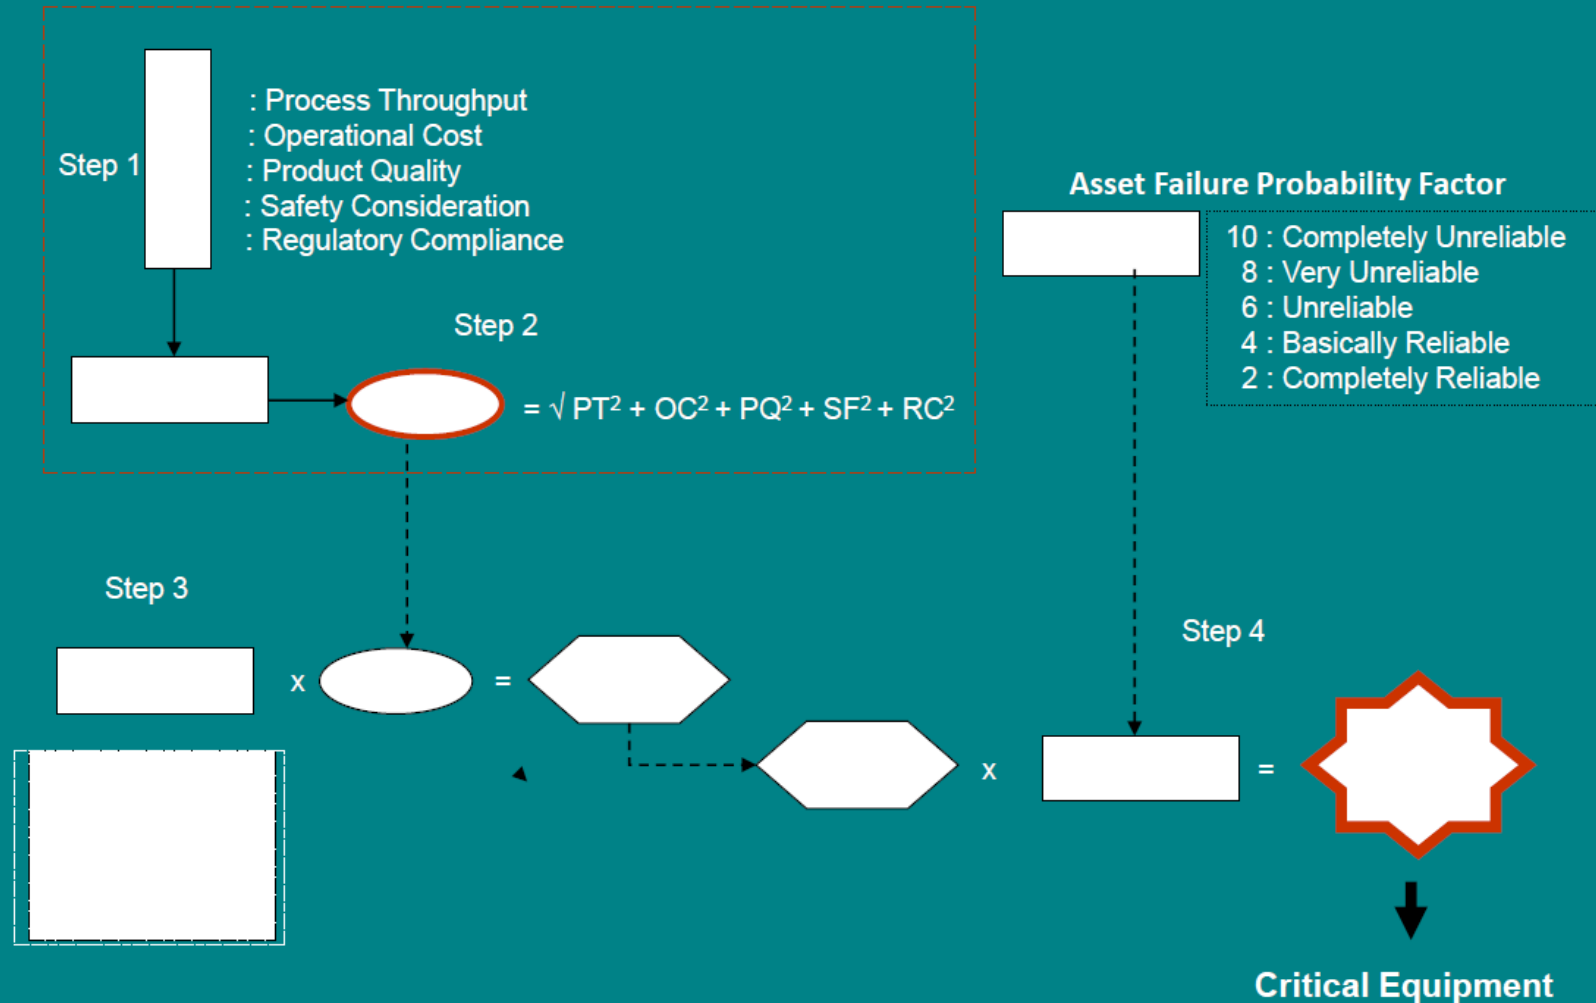 Step 1
: Process Throughput
: Operational Cost
: Product Quality
: Safety Consideration
: Regulatory Compliance
Step 2
= √ PT² + OC² + PQ² + SF² + RC²
Asset Failure Probability Factor
10 : Completely Unreliable
8 : Very Unreliable
6 : Unreliable
4 : Basically Reliable
2 : Completely Reliable
Step 3
x
=
Step 4
x
=
Critical Equipment